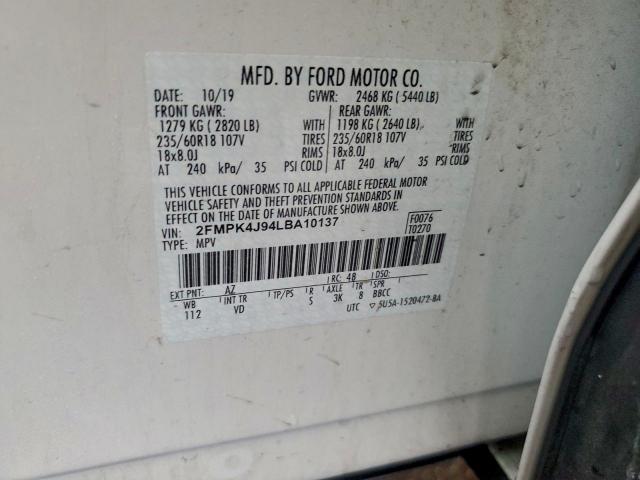 MFD. BY FORD MOTOR CO.
DATE: 10/19 GVWR: 2468 KG ( 5440 LB)
FRONT GAWR: REAR GAWR:
1279 KG ( 2820 LB) WITH 1198 KG ( 2640 LB) WITH
235/60R18 107V TIRES 235/60R18 107V TIRES
18x8.0J RIMS 18x8.0J RIMS
AT 240 kPa/ 35 PSI COLD AT 240 kPa/ 35 PSI COLD
THIS VEHICLE CONFORMS TO ALL APPLICABLE FEDERAL MOTOR
VEHICLE SAFETY AND THEFT PREVENTION STANDARDS IN
EFFECT ON THE DATE OF MANUFACTURE SHOWN ABOVE.
VIN: 2FMPK4J94LBA10137 F0076
TYPE: MPV T0270
EXT PNT: AZ RC: 48 DSO:
WB INT TR TP/PS R AXLE TR SPR
112 VD S 3K 8 BBCC
UTC ▽ 5U5A-1520472-BA